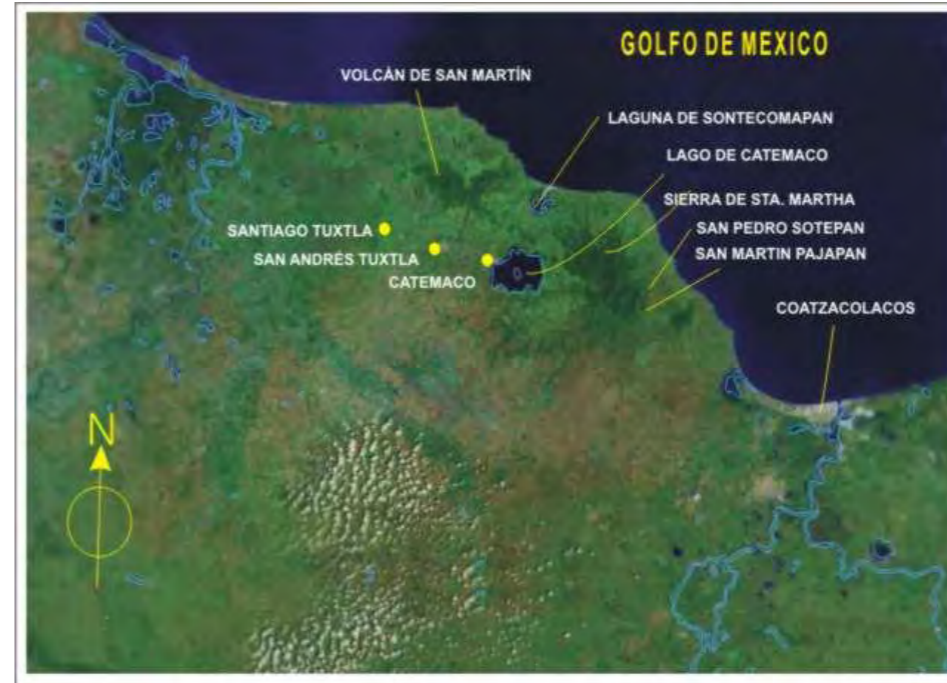 GOLFO DE MEXICO
VOLCÀN DE SAN MARTÍN
LAGUNA DE SONTECOMAPAN
LAGO DE CATEMACO
SIERRA DE STA. MARTHA
SANTIAGO TUXTLA
SAN PEDRO SOTEPAN
SAN ANDRÉS TUXTLA
SAN MARTIN PAJAPAN
CATEMACO
COATZACOLACOS
N